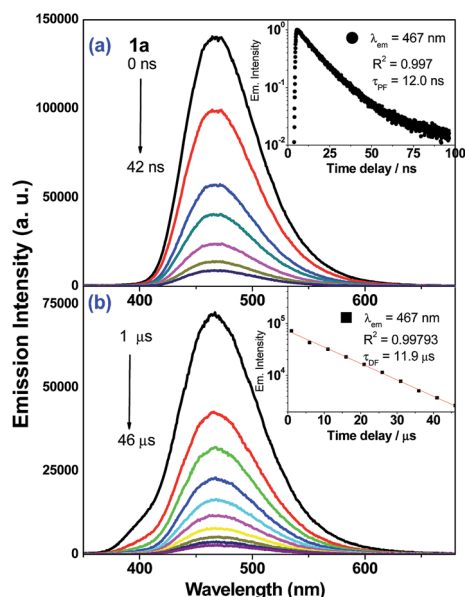 150000
(a) 1a
0 ns
42 ns
100000
50000
0
400 500 600
λem = 467 nm
R² = 0.997
τPF = 12.0 ns
Em. Intensity
10⁰
10⁻¹
10⁻²
0 25 50 75 100
Time delay / ns
Emission Intensity (a. u.)
75000
(b)
1 µs
46 µs
50000
25000
0
400 500 600
Wavelength (nm)
λem = 467 nm
R² = 0.99793
τDF = 11.9 µs
Em. Intensity
10⁵
10⁴
0 10 20 30 40
Time delay / µs